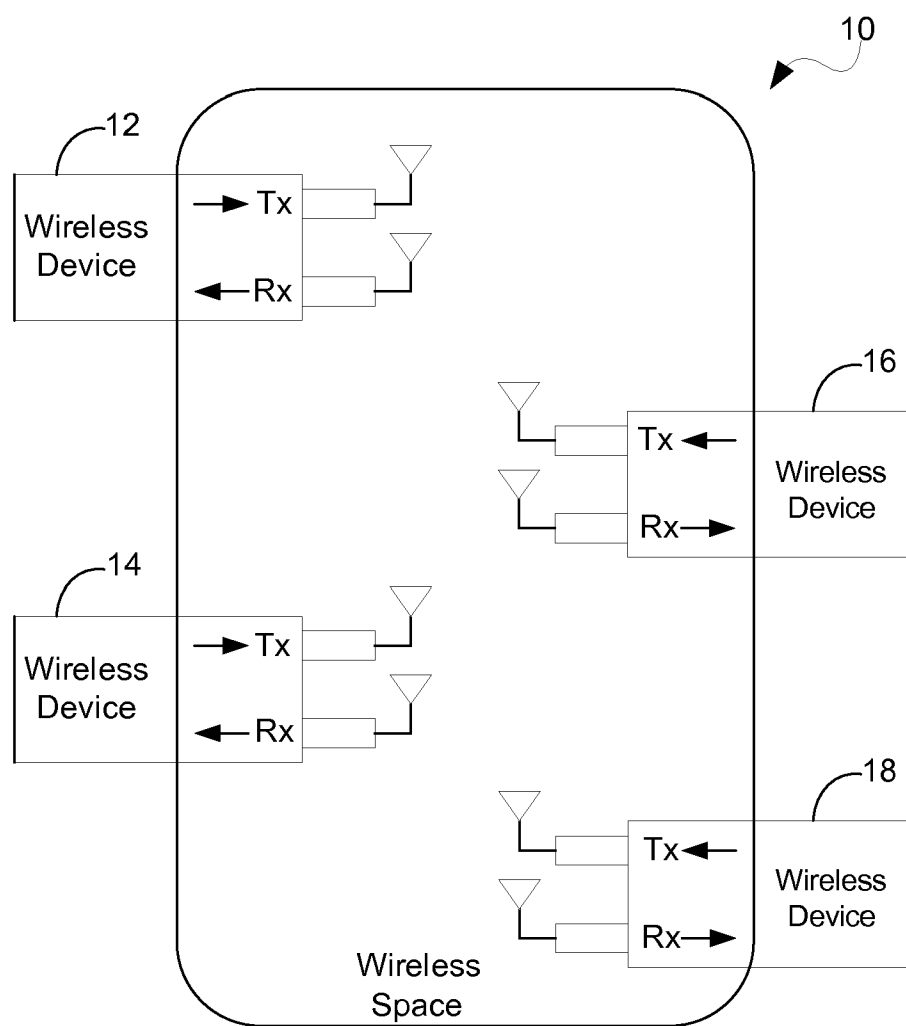 10
12
Wireless
Device
Tx
Rx
16
Tx
Rx
Wireless
Device
14
Wireless
Device
Tx
Rx
18
Tx
Rx
Wireless
Device
Wireless
Space